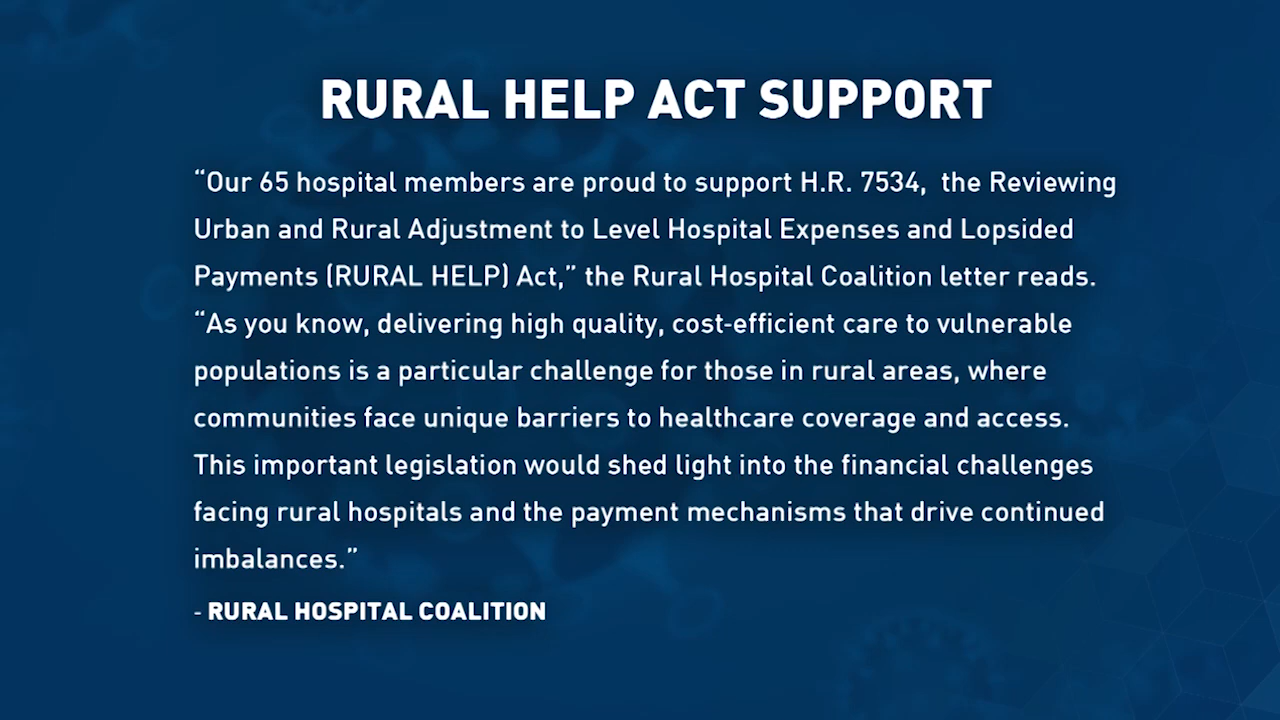 RURAL HELP ACT SUPPORT
“Our 65 hospital members are proud to support H.R. 7534,  the Reviewing
Urban and Rural Adjustment to Level Hospital Expenses and Lopsided
Payments (RURAL HELP) Act,” the Rural Hospital Coalition letter reads.
“As you know, delivering high quality, cost-efficient care to vulnerable
populations is a particular challenge for those in rural areas, where
communities face unique barriers to healthcare coverage and access.
This important legislation would shed light into the financial challenges
facing rural hospitals and the payment mechanisms that drive continued
imbalances.”
- RURAL HOSPITAL COALITION